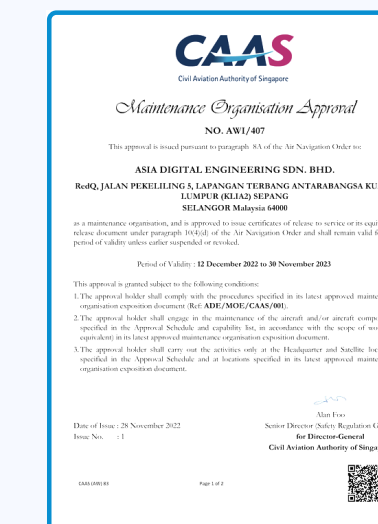 CAAS
Civil Aviation Authority of Singapore
Maintenance Organisation Approval
NO. AWI/407
This approval is issued pursuant to paragraph 8A of the Air Navigation Order to:
ASIA DIGITAL ENGINEERING SDN. BHD.
RedQ, JALAN PEKELILING 5, LAPANGAN TERBANG ANTARABANGSA KU
LUMPUR (KLIA2) SEPANG
SELANGOR Malaysia 64000
as a maintenance organisation, and is approved to issue certificates of release to service or its equi
release document under paragraph 10(4)(d) of the Air Navigation Order and shall remain valid f
period of validity unless earlier suspended or revoked.
Period of Validity : 12 December 2022 to 30 November 2023
This approval is granted subject to the following conditions:
1. The approval holder shall comply with the procedures specified in its latest approved mainte
organisation exposition document (Ref: ADE/MOE/CAAS/001).
2. The approval holder shall engage in the maintenance of the aircraft and/or aircraft compo
specified in the Approval Schedule and capability list, in accordance with the scope of wo
equivalent) in its latest approved maintenance organisation exposition document.
3. The approval holder shall carry out the activities only at the Headquarter and Satellite loc
specified in the Approval Schedule and at locations specified in its latest approved mainte
organisation exposition document.
Alan Foo
Date of Issue : 28 November 2022 Senior Director (Safety Regulation G
Issue No. : 1 for Director-General
Civil Aviation Authority of Singa
CAAS (AW) 83 Page 1 of 2